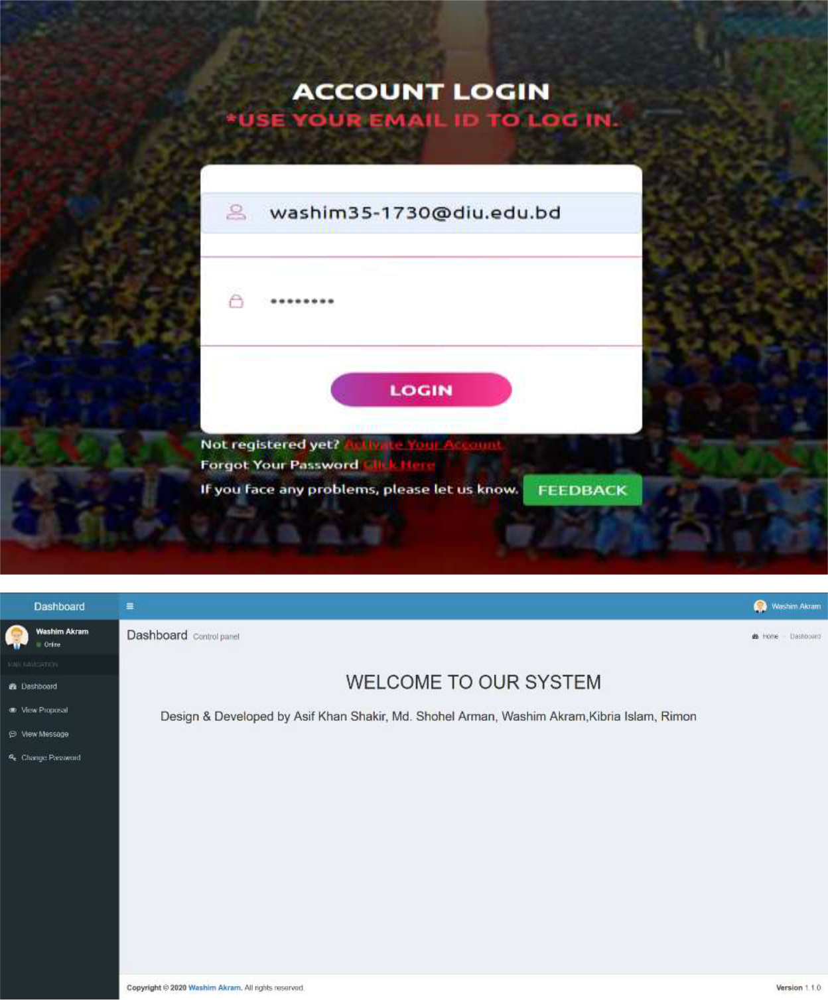 ACCOUNT LOGIN
*USE YOUR EMAIL ID TO LOG IN.
washim35-1730@diu.edu.bd
LOGIN
Not registered yet? Activate Your Account
Forgot Your Password Click Here
If you face any problems, please let us know. FEEDBACK
Dashboard
Washim Akram
Washim Akram
Online
Dashboard Control panel
Home Dashboard
MAIN NAVIGATION
Dashboard
View Proposal
View Message
Change Password
WELCOME TO OUR SYSTEM
Design & Developed by Asif Khan Shakir, Md. Shohel Arman, Washim Akram,Kibria Islam, Rimon
Copyright © 2020 Washim Akram. All rights reserved.
Version 1.1.0